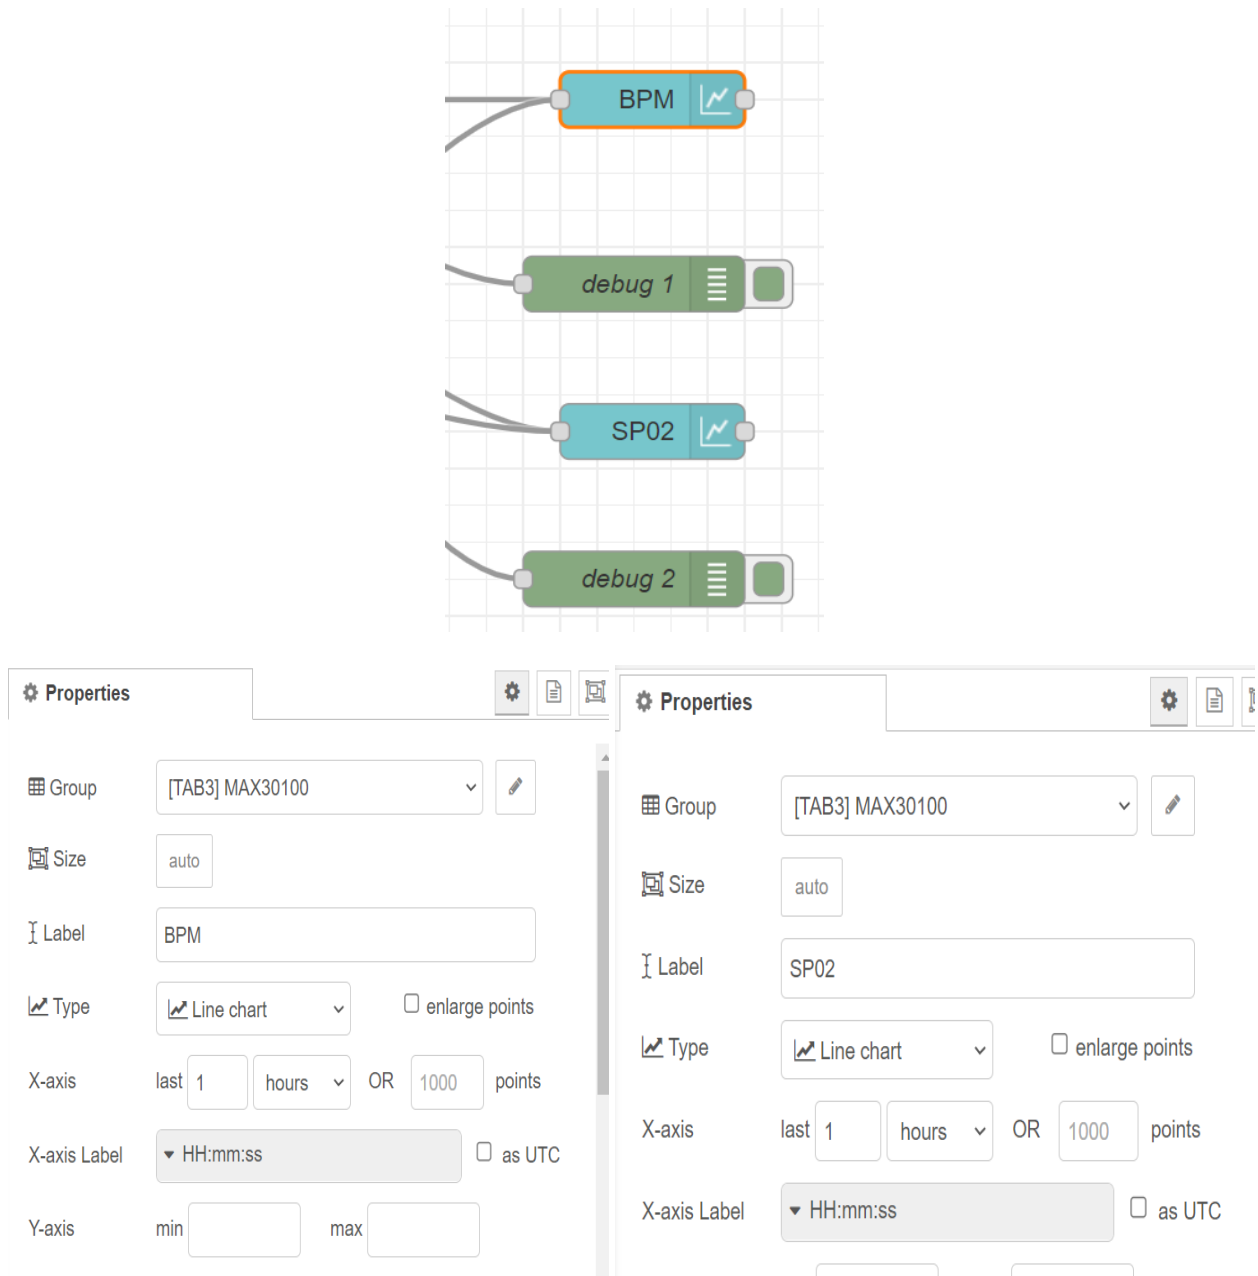 BPM
debug 1
SP02
debug 2
Properties
Group [TAB3] MAX30100
Size auto
Label BPM
Type Line chart enlarge points
X-axis last 1 hours OR 1000 points
X-axis Label HH:mm:ss as UTC
Y-axis min max
Properties
Group [TAB3] MAX30100
Size auto
Label SP02
Type Line chart enlarge points
X-axis last 1 hours OR 1000 points
X-axis Label HH:mm:ss as UTC